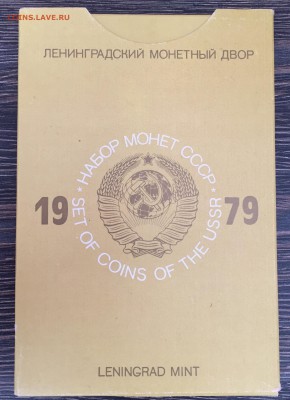 COINS.LAVE.RU
ЛЕНИНГРАДСКИЙ МОНЕТНЫЙ ДВОР
• НАБОР МОНЕТ СССР •
19 79
SET OF COINS OF THE USSR
LENINGRAD MINT